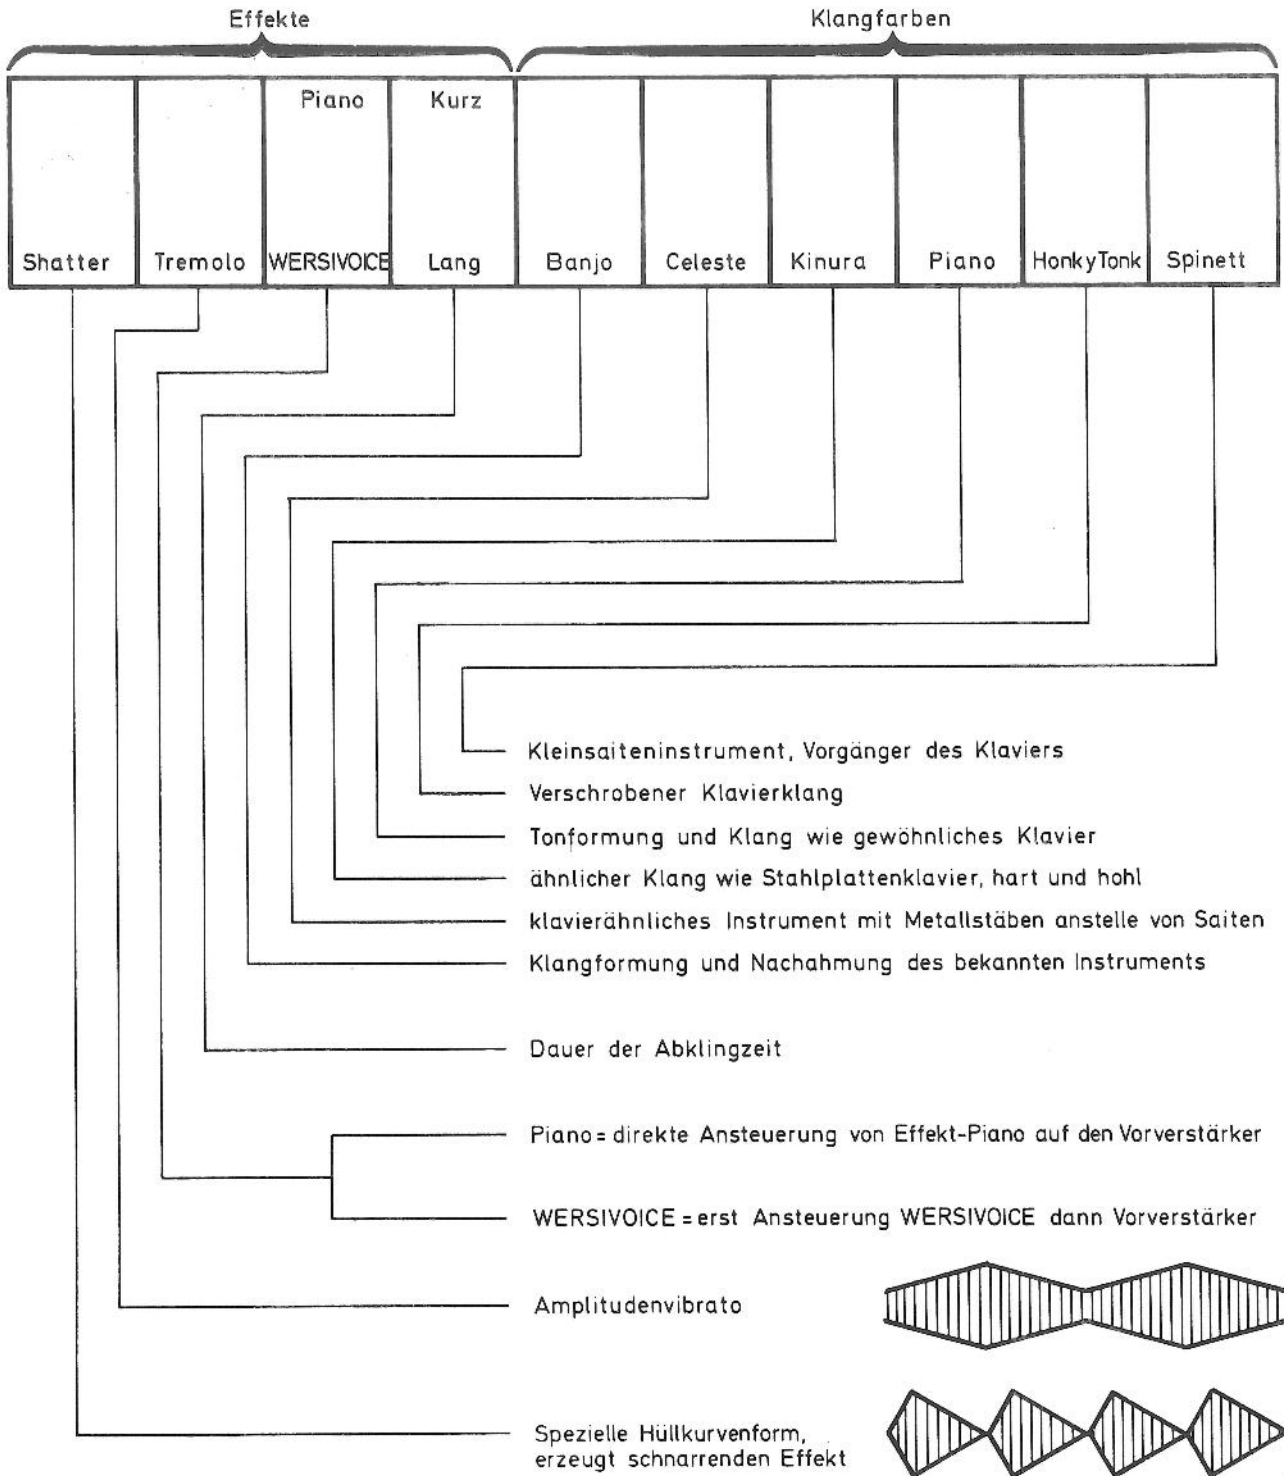 Effekte Klangfarben
Piano Kurz
Shatter Tremolo WERSIVOICE Lang Banjo Celeste Kinura Piano HonkyTonk Spinett
Kleinsaiteninstrument, Vorgänger des Klaviers
Verschrobener Klavierklang
Tonformung und Klang wie gewöhnliches Klavier
ähnlicher Klang wie Stahlplattenklavier, hart und hohl
klavierähnliches Instrument mit Metallstäben anstelle von Saiten
Klangformung und Nachahmung des bekannten Instruments
Dauer der Abklingzeit
Piano = direkte Ansteuerung von Effekt-Piano auf den Vorverstärker
WERSIVOICE = erst Ansteuerung WERSIVOICE dann Vorverstärker
Amplitudenvibrato
Spezielle Hüllkurvenform,
erzeugt schnarrenden Effekt